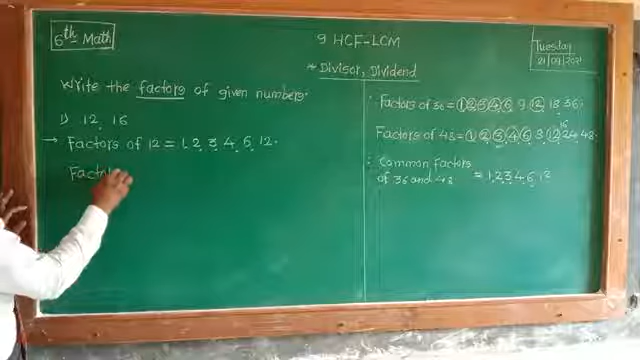 6th Math
9 HCF-LCM
Tuesday
21/09/2021
* Divisor, Dividend
Write the factors of given numbers.
1) 12, 16
→ Factors of 12 = 1, 2, 3, 4, 6, 12.
Facto
∴ Factors of 36 = 1 2 3 4 6 9 12 18 36.
Factors of 48 = 1 2 3 4 6 8 12 16 24 48.
∴ Common factors
of 36 and 48 = 1, 2, 3, 4, 6, 12